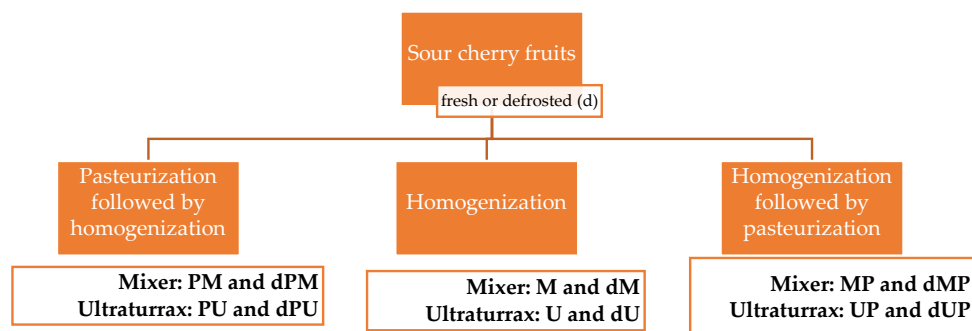 Sour cherry fruits
fresh or defrosted (d)
Pasteurization
followed by
homogenization
Mixer: PM and dPM
Ultraturrax: PU and dPU
Homogenization
Mixer: M and dM
Ultraturrax: U and dU
Homogenization
followed by
pasteurization
Mixer: MP and dMP
Ultraturrax: UP and dUP